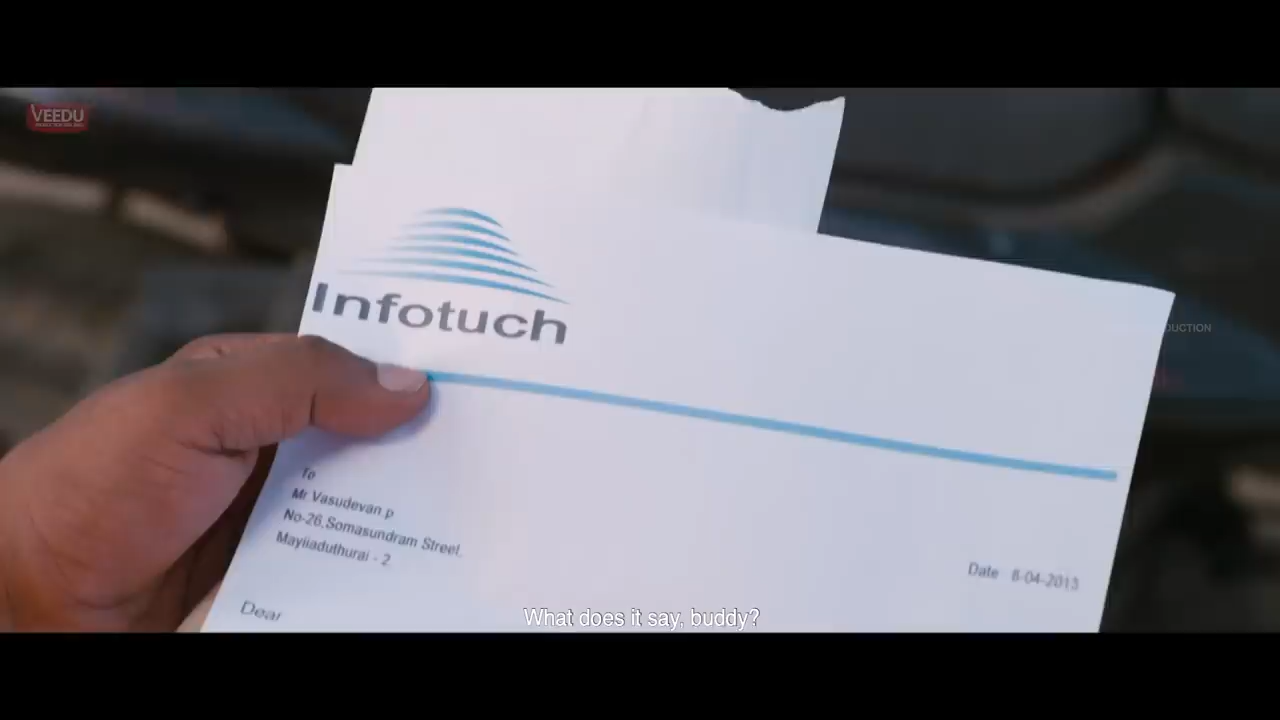 VEEDU
Infotuch
To
Mr Vasudevan p
No-26,Somasundram Street,
Mayiiaduthurai - 2
Date 8-04-2013
Dear
What does it say, buddy?